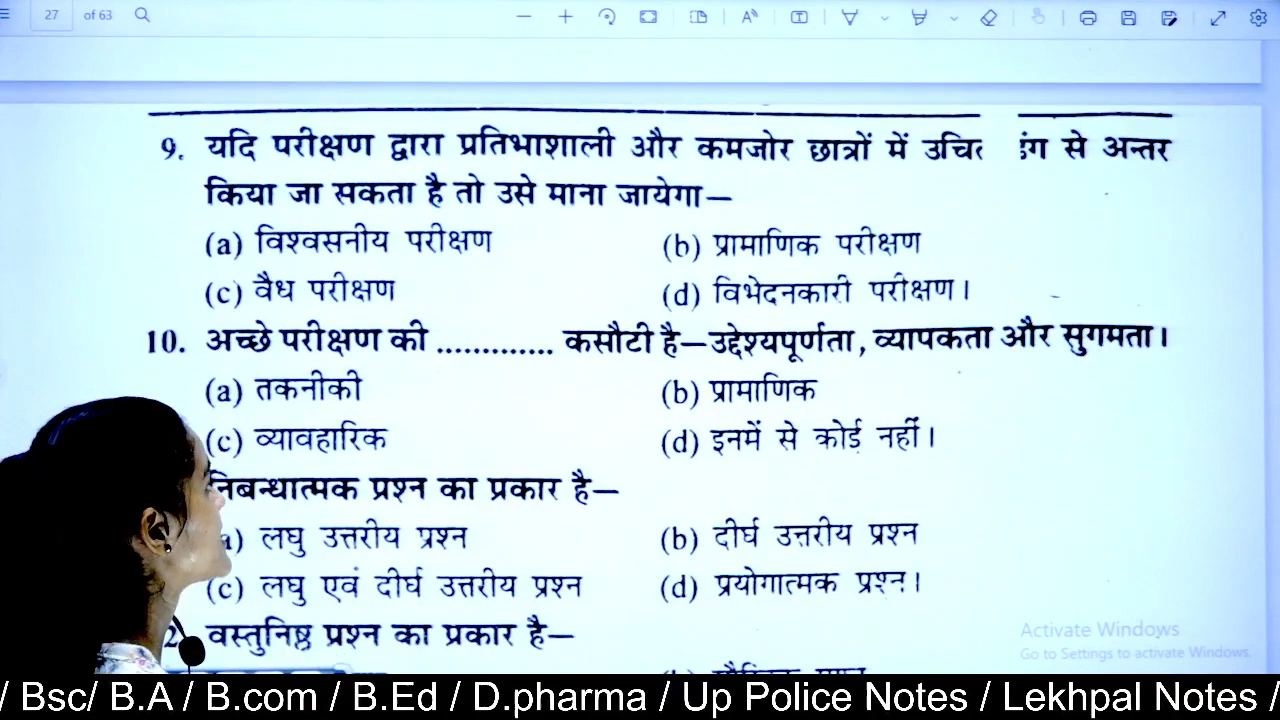 27 of 63
9. यदि परीक्षण द्वारा प्रतिभाशाली और कमजोर छात्रों में से अन्तर
किया जा सकता है तो उसे माना जायेगा—
(a) विश्वसनीय परीक्षण (b) प्रामाणिक परीक्षण
(c) वैध परीक्षण (d) विभेदनकारी परीक्षण।
10. अच्छे परीक्षण की ............. कसौटी है—उद्देश्यपूर्णता, व्यापकता और सुगमता।
(a) तकनीकी (b) प्रामाणिक
(c) व्यावहारिक (d) इनमें से कोई नहीं।
निबन्धात्मक प्रश्न का प्रकार है—
लघु उत्तरीय प्रश्न (b) दीर्घ उत्तरीय प्रश्न
(c) लघु एवं दीर्घ उत्तरीय प्रश्न (d) प्रयोगात्मक प्रश्न।
वस्तुनिष्ठ प्रश्न का प्रकार है—
Activate Windows
Go to Settings to activate Windows.
/ Bsc/ B.A / B.com / B.Ed / D.pharma / Up Police Notes / Lekhpal Notes /